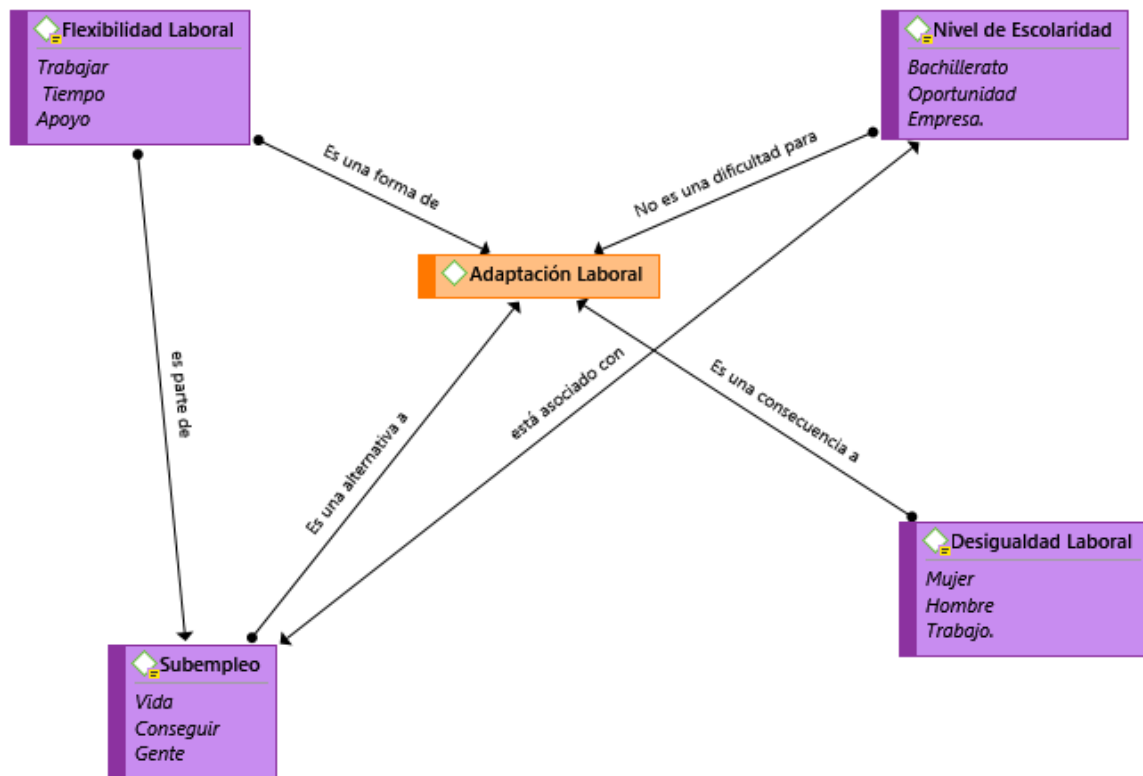 Flexibilidad Laboral
Trabajar
Tiempo
Apoyo
Nivel de Escolaridad
Bachillerato
Oportunidad
Empresa.
Es una forma de
No es una dificultad para
Adaptación Laboral
es parte de
Es una alternativa a
está asociado con
Es una consecuencia a
Desigualdad Laboral
Mujer
Hombre
Trabajo.
Subempleo
Vida
Conseguir
Gente